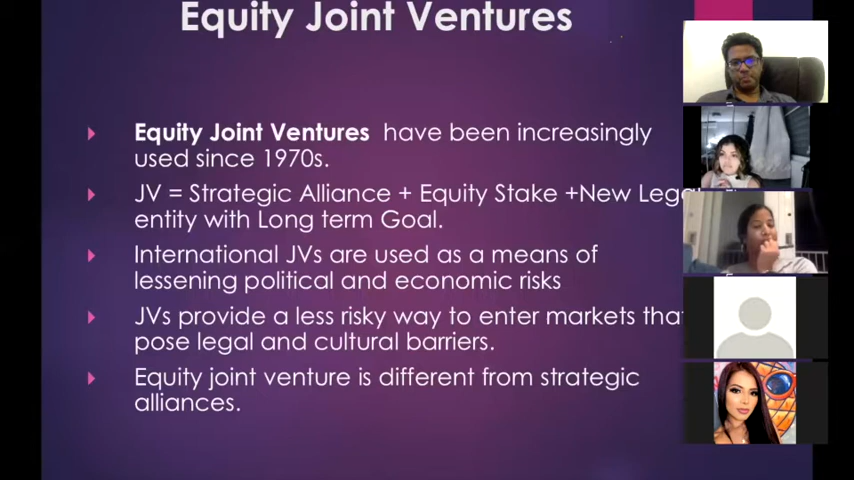 Equity Joint Ventures
Equity Joint Ventures have been increasingly
used since 1970s.
JV = Strategic Alliance + Equity Stake +New Legal
entity with Long term Goal.
International JVs are used as a means of
lessening political and economic risks
JVs provide a less risky way to enter markets that
pose legal and cultural barriers.
Equity joint venture is different from strategic
alliances.